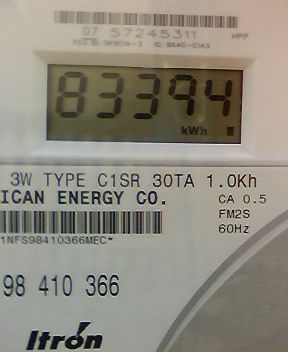 07 57245311 HPP
83394
kWh
3W TYPE C1SR 30TA 1.0Kh
ICAN ENERGY CO. CA 0.5
FM2S
1NFS98410366MEC* 60Hz
98 410 366
Itron